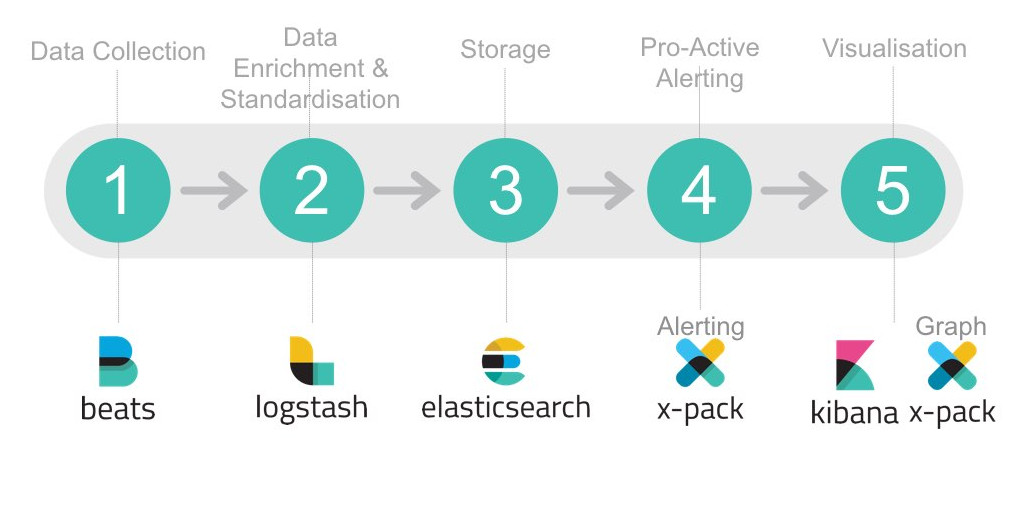 Data Collection
Data
Enrichment &
Standardisation
Storage
Pro-Active
Alerting
Visualisation
1
2
3
4
5
beats
logstash
elasticsearch
Alerting
x-pack
kibana
Graph
x-pack